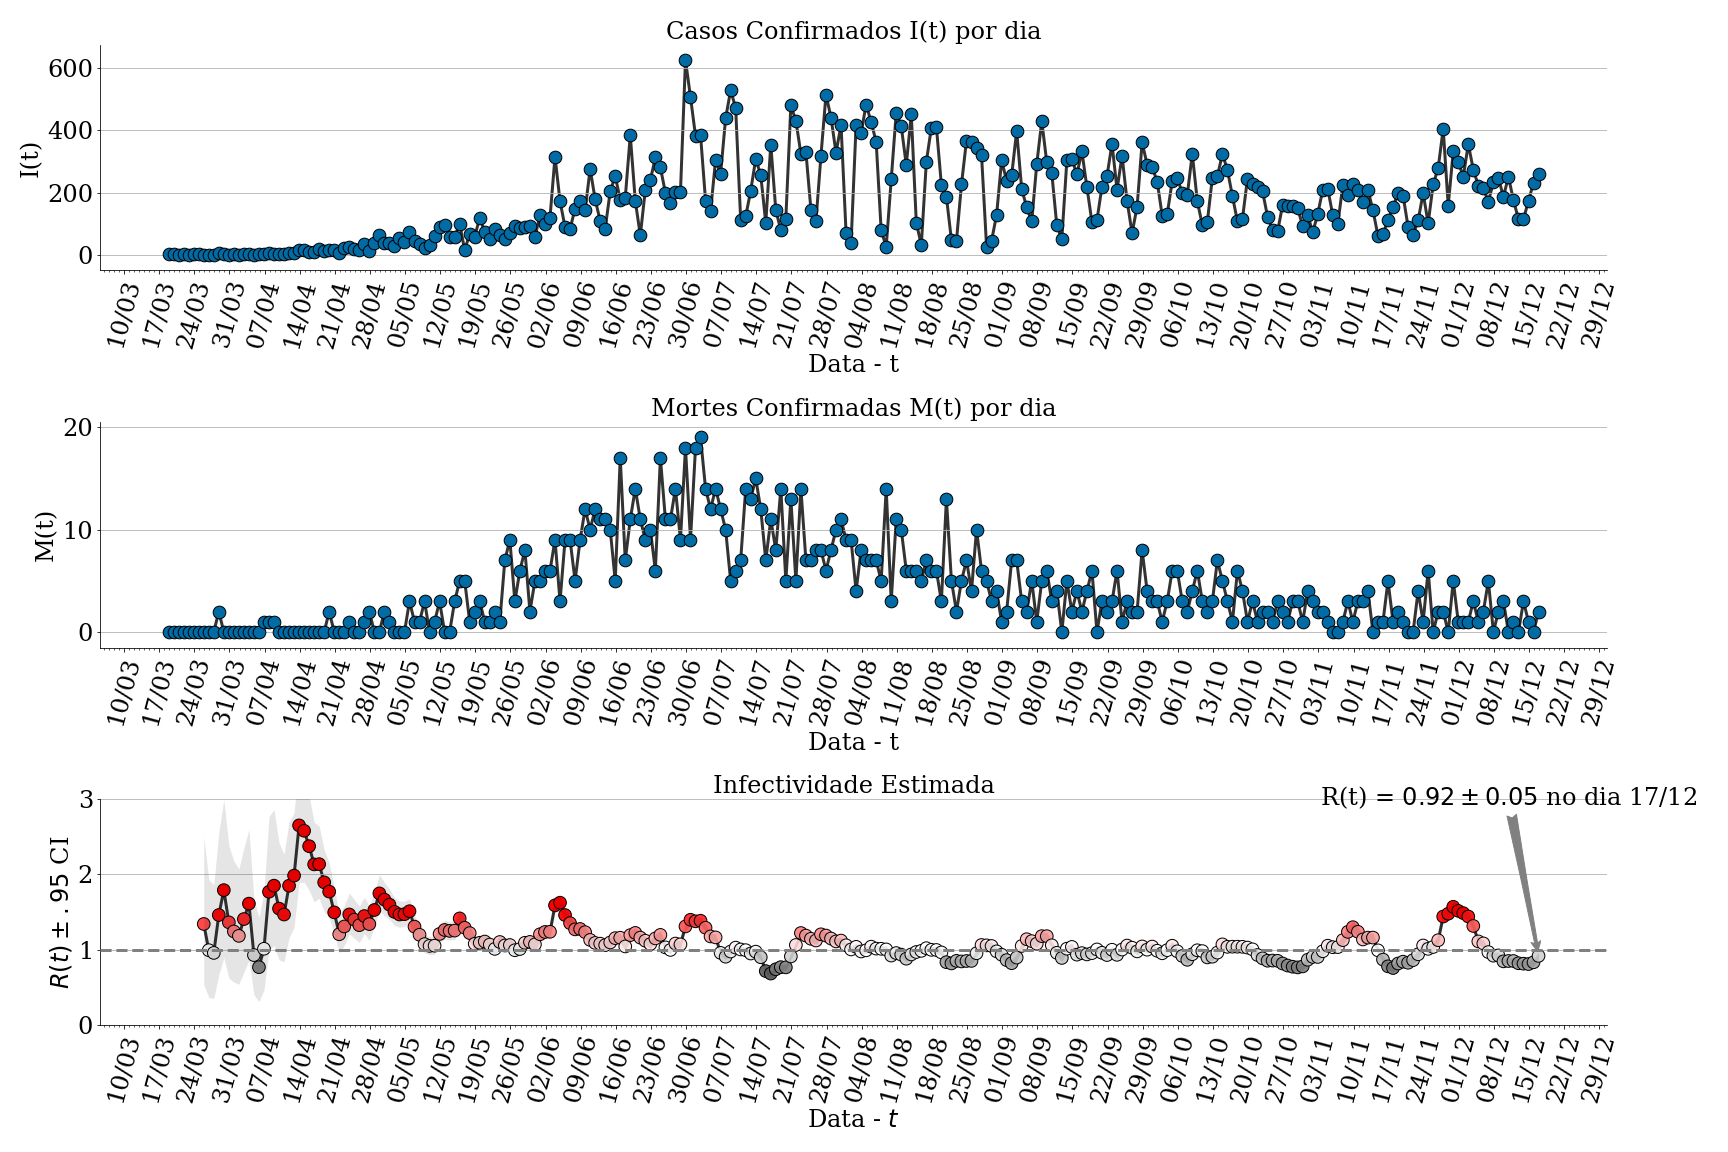 Casos Confirmados I(t) por dia
I(t)
600
400
200
0
10/03 17/03 24/03 31/03 07/04 14/04 21/04 28/04 05/05 12/05 19/05 26/05 02/06 09/06 16/06 23/06 30/06 07/07 14/07 21/07 28/07 04/08 11/08 18/08 25/08 01/09 08/09 15/09 22/09 29/09 06/10 13/10 20/10 27/10 03/11 10/11 17/11 24/11 01/12 08/12 15/12 22/12 29/12
Data - t
Mortes Confirmadas M(t) por dia
M(t)
20
10
0
10/03 17/03 24/03 31/03 07/04 14/04 21/04 28/04 05/05 12/05 19/05 26/05 02/06 09/06 16/06 23/06 30/06 07/07 14/07 21/07 28/07 04/08 11/08 18/08 25/08 01/09 08/09 15/09 22/09 29/09 06/10 13/10 20/10 27/10 03/11 10/11 17/11 24/11 01/12 08/12 15/12 22/12 29/12
Data - t
Infectividade Estimada
R(t) = 0.92 ± 0.05 no dia 17/12
R(t) ± .95 CI
3
2
1
0
10/03 17/03 24/03 31/03 07/04 14/04 21/04 28/04 05/05 12/05 19/05 26/05 02/06 09/06 16/06 23/06 30/06 07/07 14/07 21/07 28/07 04/08 11/08 18/08 25/08 01/09 08/09 15/09 22/09 29/09 06/10 13/10 20/10 27/10 03/11 10/11 17/11 24/11 01/12 08/12 15/12 22/12 29/12
Data - t